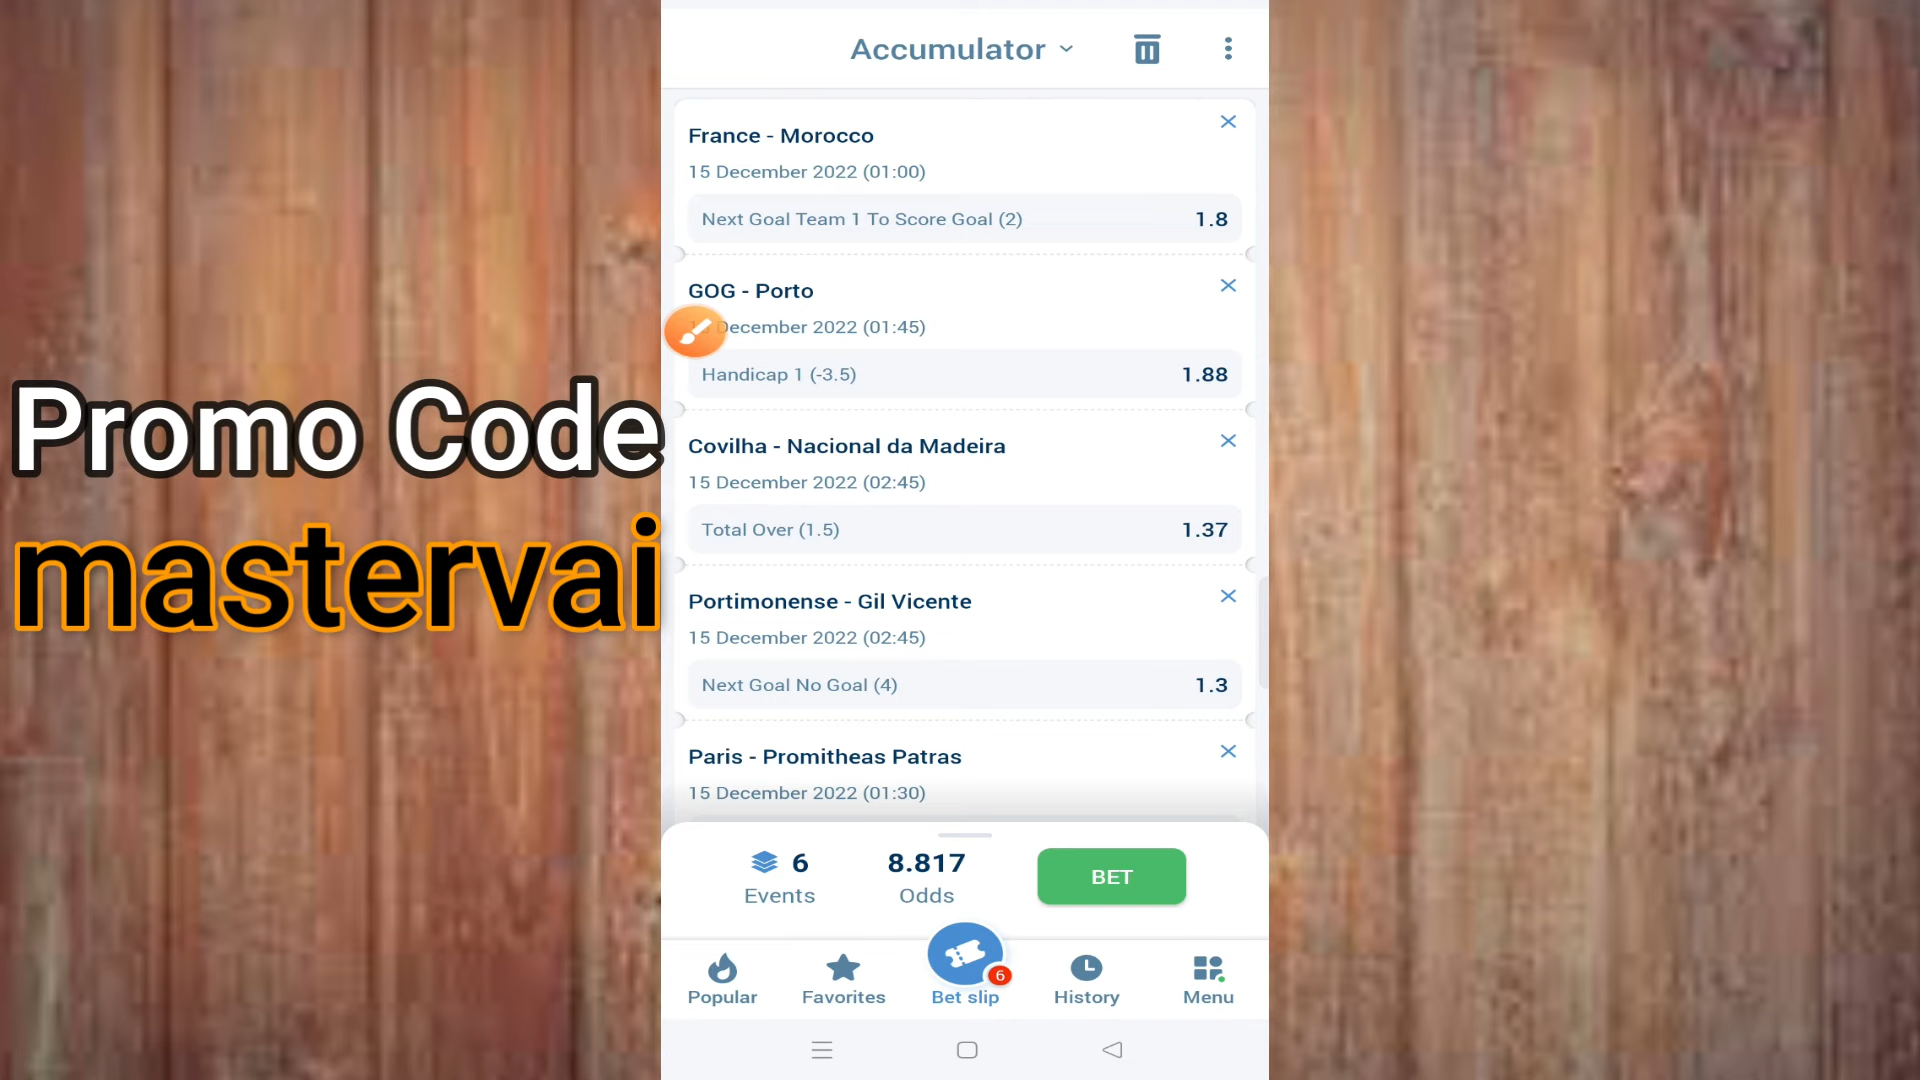 Accumulator
France - Morocco
15 December 2022 (01:00)
Next Goal Team 1 To Score Goal (2) 1.8
GOG - Porto
December 2022 (01:45)
Handicap 1 (-3.5) 1.88
Covilha - Nacional da Madeira
15 December 2022 (02:45)
Total Over (1.5) 1.37
Portimonense - Gil Vicente
15 December 2022 (02:45)
Next Goal No Goal (4) 1.3
Paris - Promitheas Patras
15 December 2022 (01:30)
6 8.817 BET
Events Odds
6
Popular Favorites Bet slip History Menu
Promo Code
mastervai